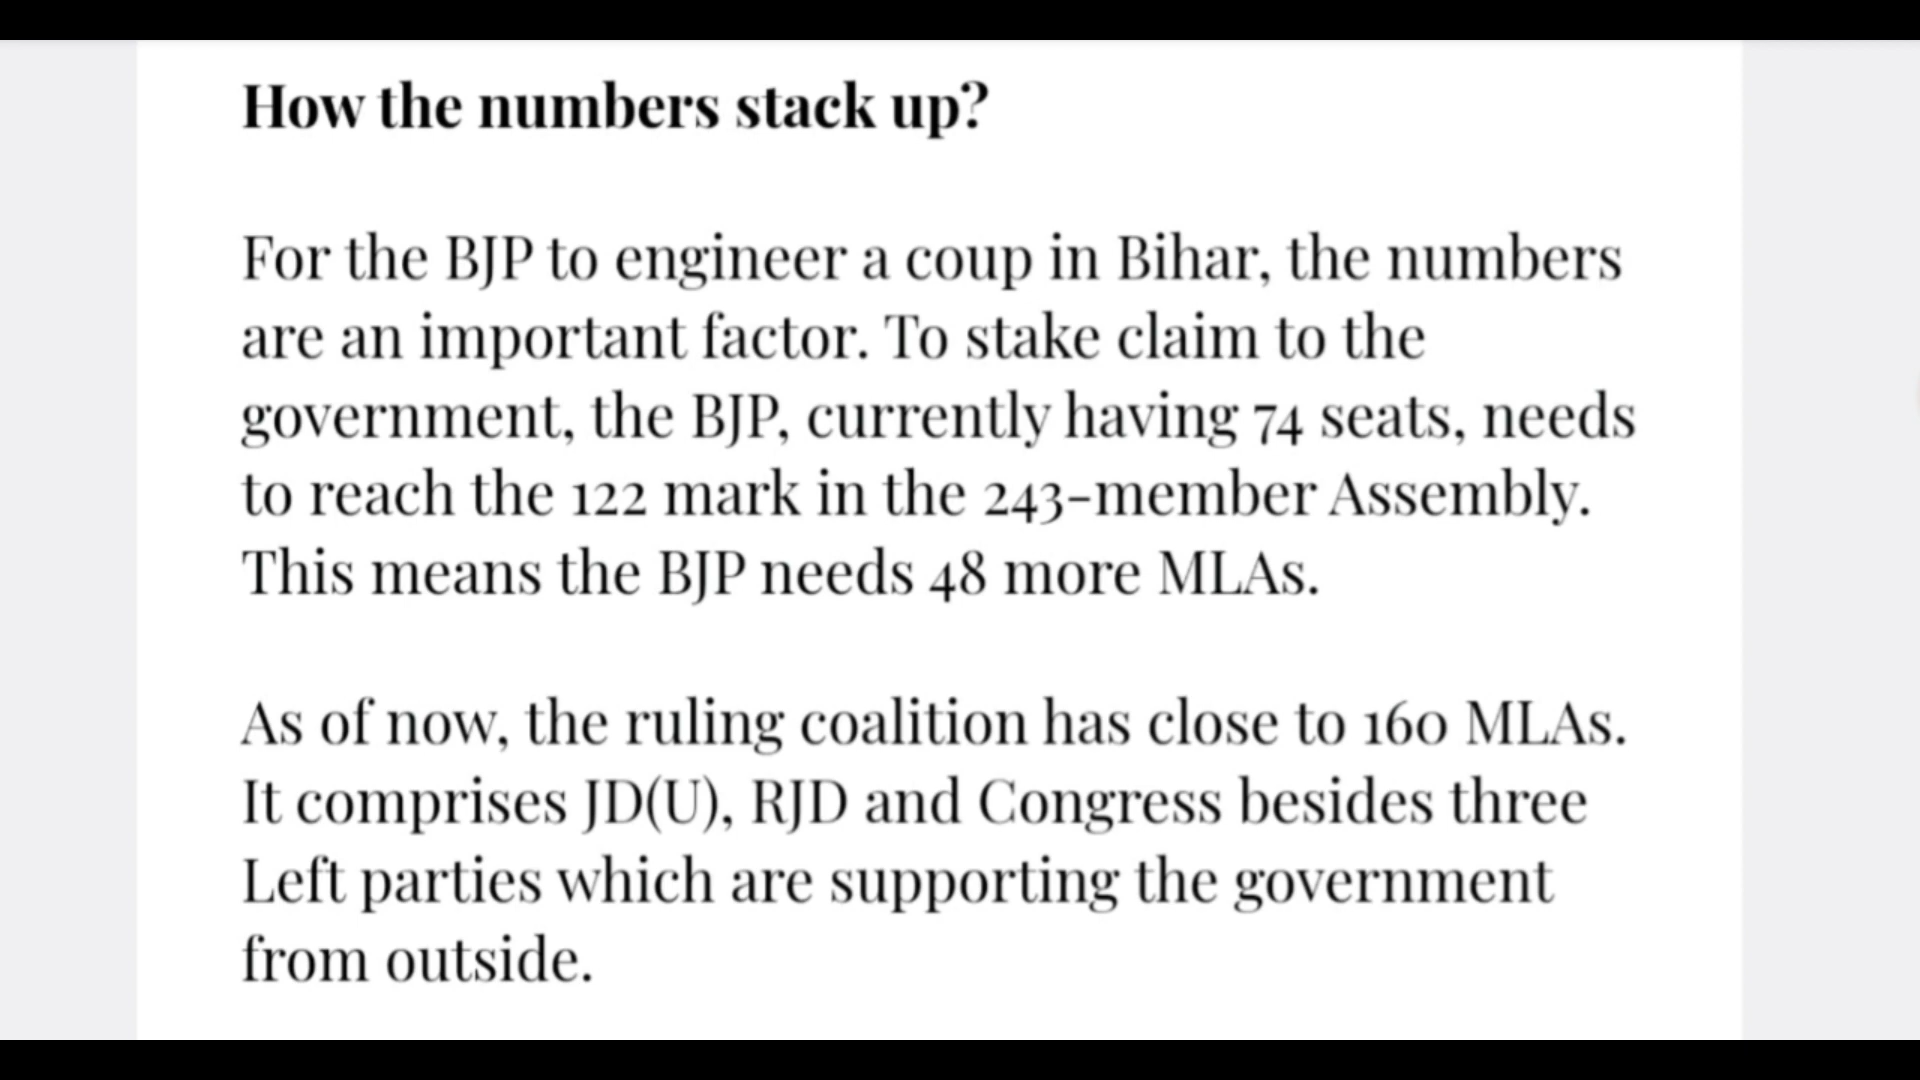 How the numbers stack up?
For the BJP to engineer a coup in Bihar, the numbers
are an important factor. To stake claim to the
government, the BJP, currently having 74 seats, needs
to reach the 122 mark in the 243-member Assembly.
This means the BJP needs 48 more MLAs.
As of now, the ruling coalition has close to 160 MLAs.
It comprises JD(U), RJD and Congress besides three
Left parties which are supporting the government
from outside.